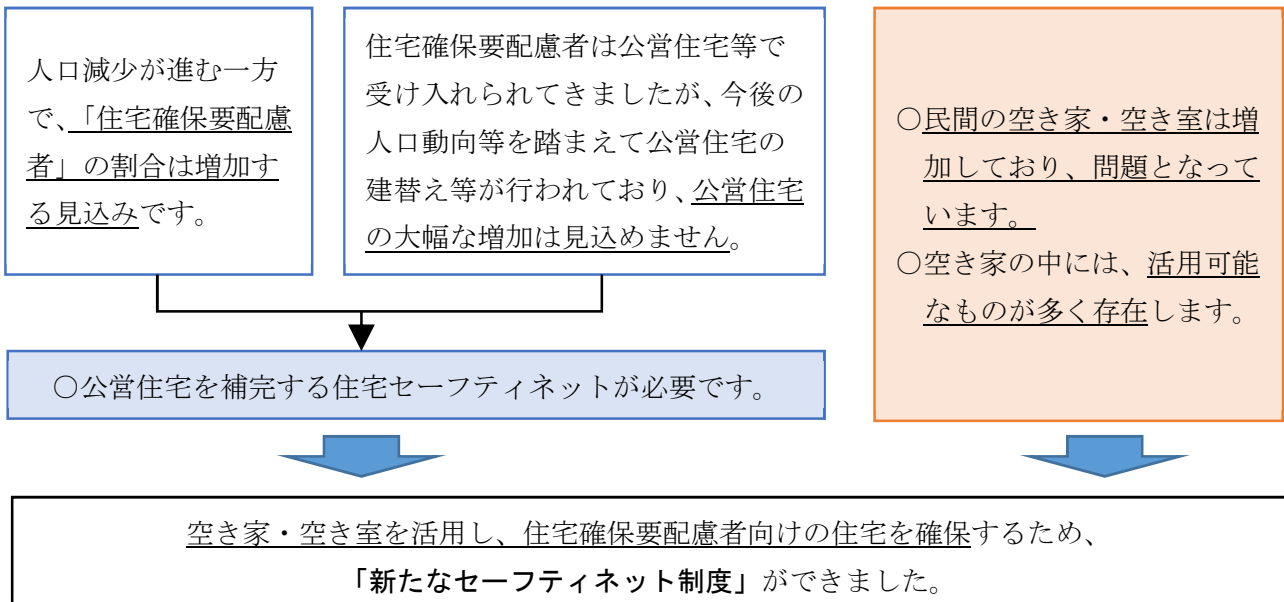 人口減少が進む一方
で、「住宅確保要配慮
者」の割合は増加す
る見込みです。
住宅確保要配慮者は公営住宅等で
受け入れられてきましたが、今後の
人口動向等を踏まえて公営住宅の
建替え等が行われており、公営住宅
の大幅な増加は見込めません。
○公営住宅を補完する住宅セーフティネットが必要です。
○民間の空き家・空き室は増
加しており、問題となって
います。
○空き家の中には、活用可能
なものが多く存在します。
空き家・空き室を活用し、住宅確保要配慮者向けの住宅を確保するため、
「新たなセーフティネット制度」ができました。